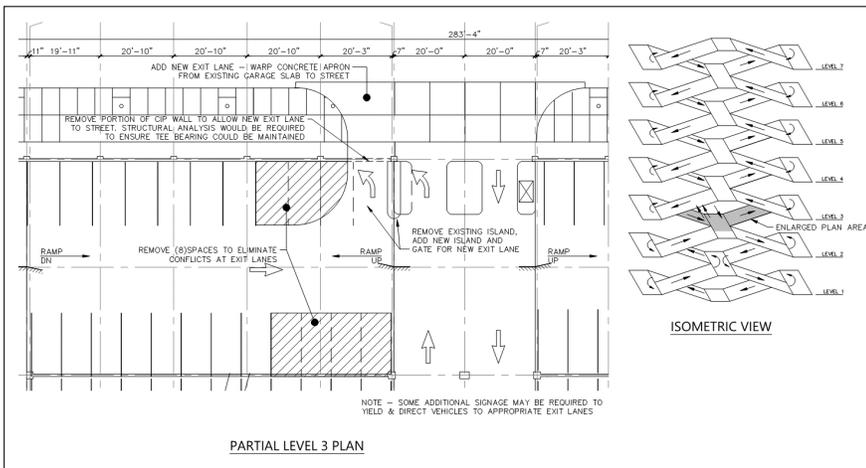 283'-4"
11" 19'-11" 20'-10" 20'-10" 20'-10" 20'-3" 7" 20'-0" 20'-0" 7" 20'-3"
ADD NEW EXIT LANE – WARP CONCRETE APRON
FROM EXISTING GARAGE SLAB TO STREET
REMOVE PORTION OF CIP WALL TO ALLOW NEW EXIT LANE
TO STREET. STRUCTURAL ANALYSIS WOULD BE REQUIRED
TO ENSURE TEE BEARING COULD BE MAINTAINED
REMOVE EXISTING ISLAND,
ADD NEW ISLAND AND
GATE FOR NEW EXIT LANE
RAMP
DN
REMOVE (8)SPACES TO ELIMINATE
CONFLICTS AT EXIT LANES
RAMP
UP
RAMP
UP
NOTE – SOME ADDITIONAL SIGNAGE MAY BE REQUIRED TO
YIELD & DIRECT VEHICLES TO APPROPRIATE EXIT LANES
PARTIAL LEVEL 3 PLAN
LEVEL 7
LEVEL 6
LEVEL 5
LEVEL 4
LEVEL 3
ENLARGED PLAN AREA
LEVEL 2
LEVEL 1
ISOMETRIC VIEW